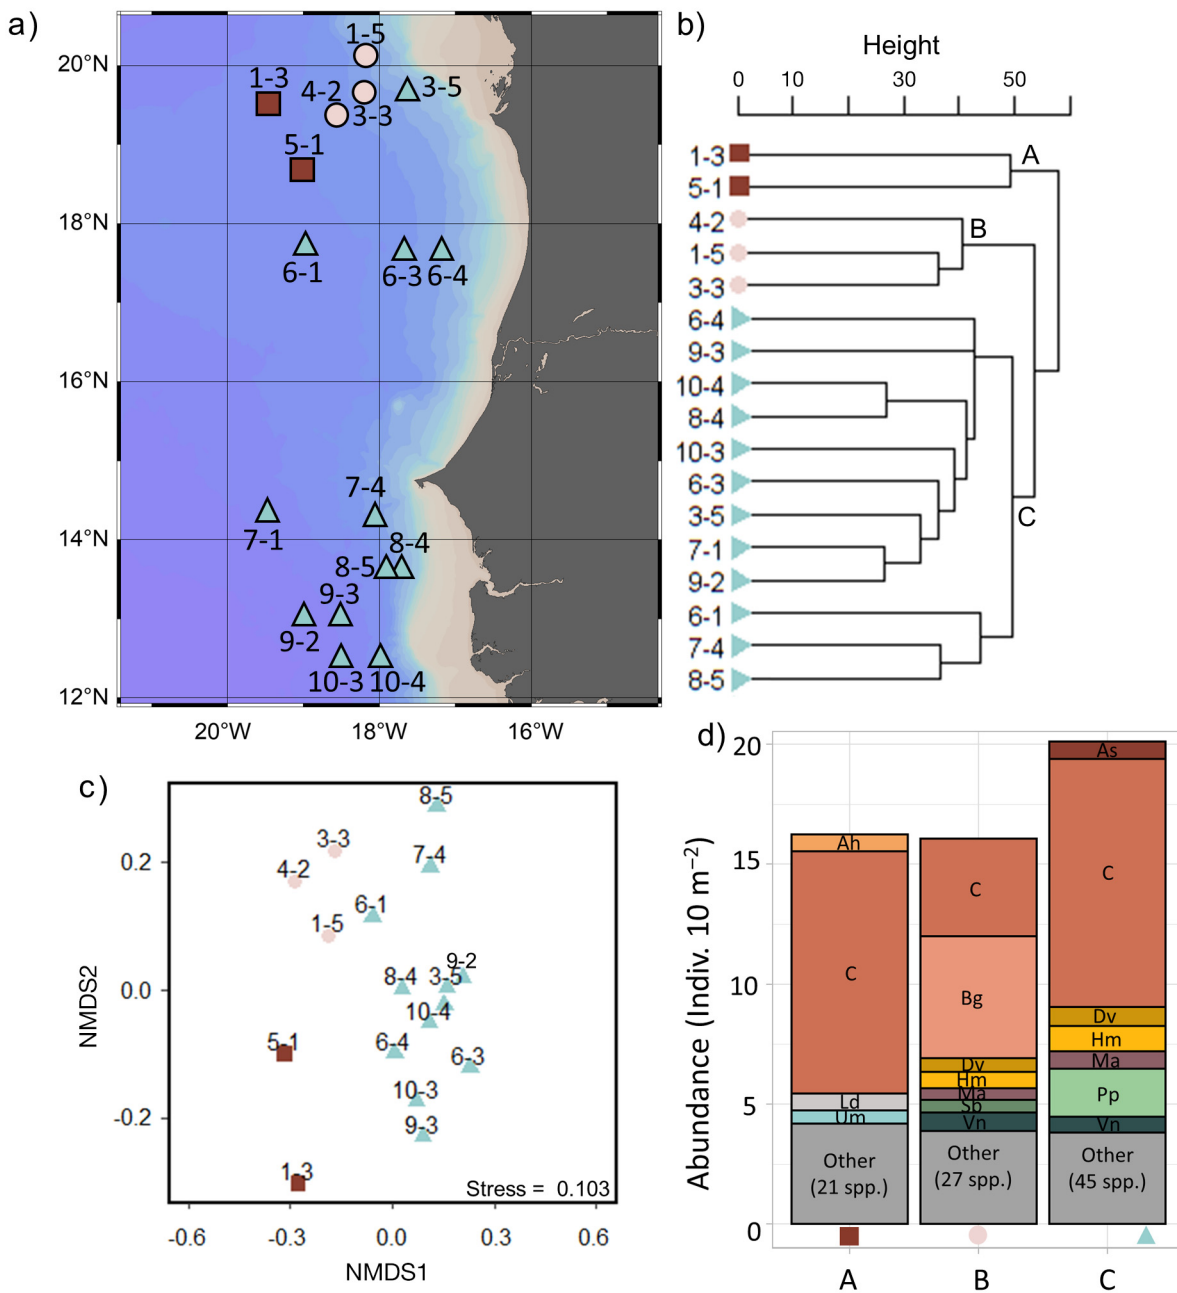 a)
20°N
18°N
16°N
14°N
12°N
20°W
18°W
16°W
1-5
1-3
4-2
3-5
3-3
5-1
6-1
6-3
6-4
7-4
7-1
8-4
8-5
9-3
9-2
10-3
10-4
b)
Height
0
10
30
50
1-3
5-1
4-2
1-5
3-3
6-4
9-3
10-4
8-4
10-3
6-3
3-5
7-1
9-2
6-1
7-4
8-5
A
B
C
c)
NMDS2
0.2
0.0
-0.2
8-5
3-3
7-4
4-2
6-1
1-5
9-2
8-4
3-5
10-4
5-1
6-4
6-3
10-3
9-3
1-3
Stress = 0.103
-0.6
-0.3
0.0
0.3
0.6
NMDS1
d)
Abundance (Indiv. 10 m⁻²)
20
15
10
5
0
Ah
C
Ld
Um
Other
(21 spp.)
C
Bg
Dv
Hm
Ma
Sb
Vn
Other
(27 spp.)
As
C
Dv
Hm
Ma
Pp
Vn
Other
(45 spp.)
A
B
C